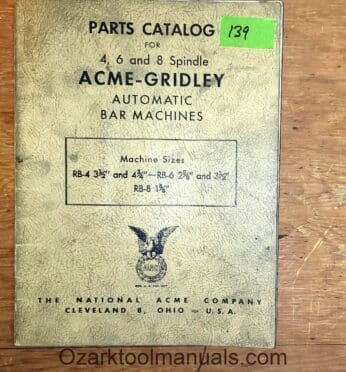 PARTS CATALOG
139
FOR
4, 6 and 8 Spindle
ACME-GRIDLEY
AUTOMATIC
BAR MACHINES
Machine Sizes
RB-4 3½" and 4⅜"—RB-6 2⅝" and 3½"
RB-8 1⅝"
THE NATIONAL ACME COMPANY
CLEVELAND 8, OHIO - U.S.A.
Ozarktoolmanuals.com